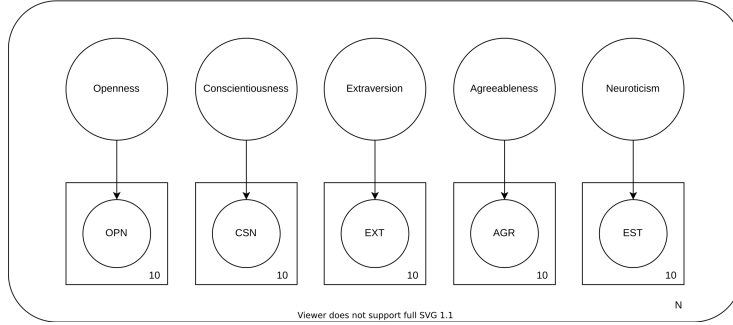 Openness
Conscientiousness
Extraversion
Agreeableness
Neuroticism
OPN
CSN
EXT
AGR
EST
10
10
10
10
10
N
Viewer does not support full SVG 1.1